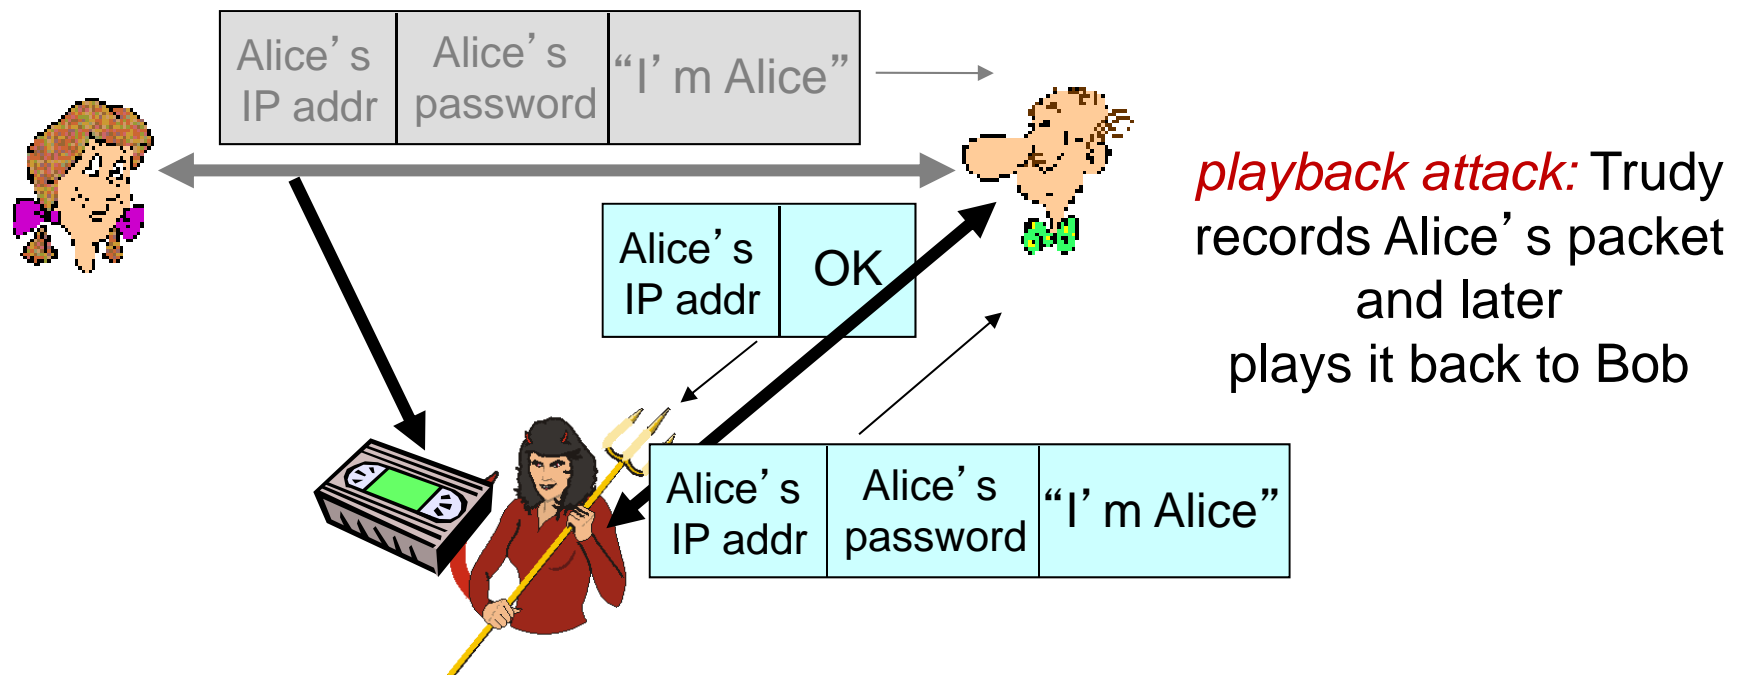 Alice’s
IP addr
Alice’s
password
“I’m Alice”
playback attack: Trudy
records Alice’s packet
and later
plays it back to Bob
Alice’s
IP addr
OK
Alice’s
IP addr
Alice’s
password
“I’m Alice”